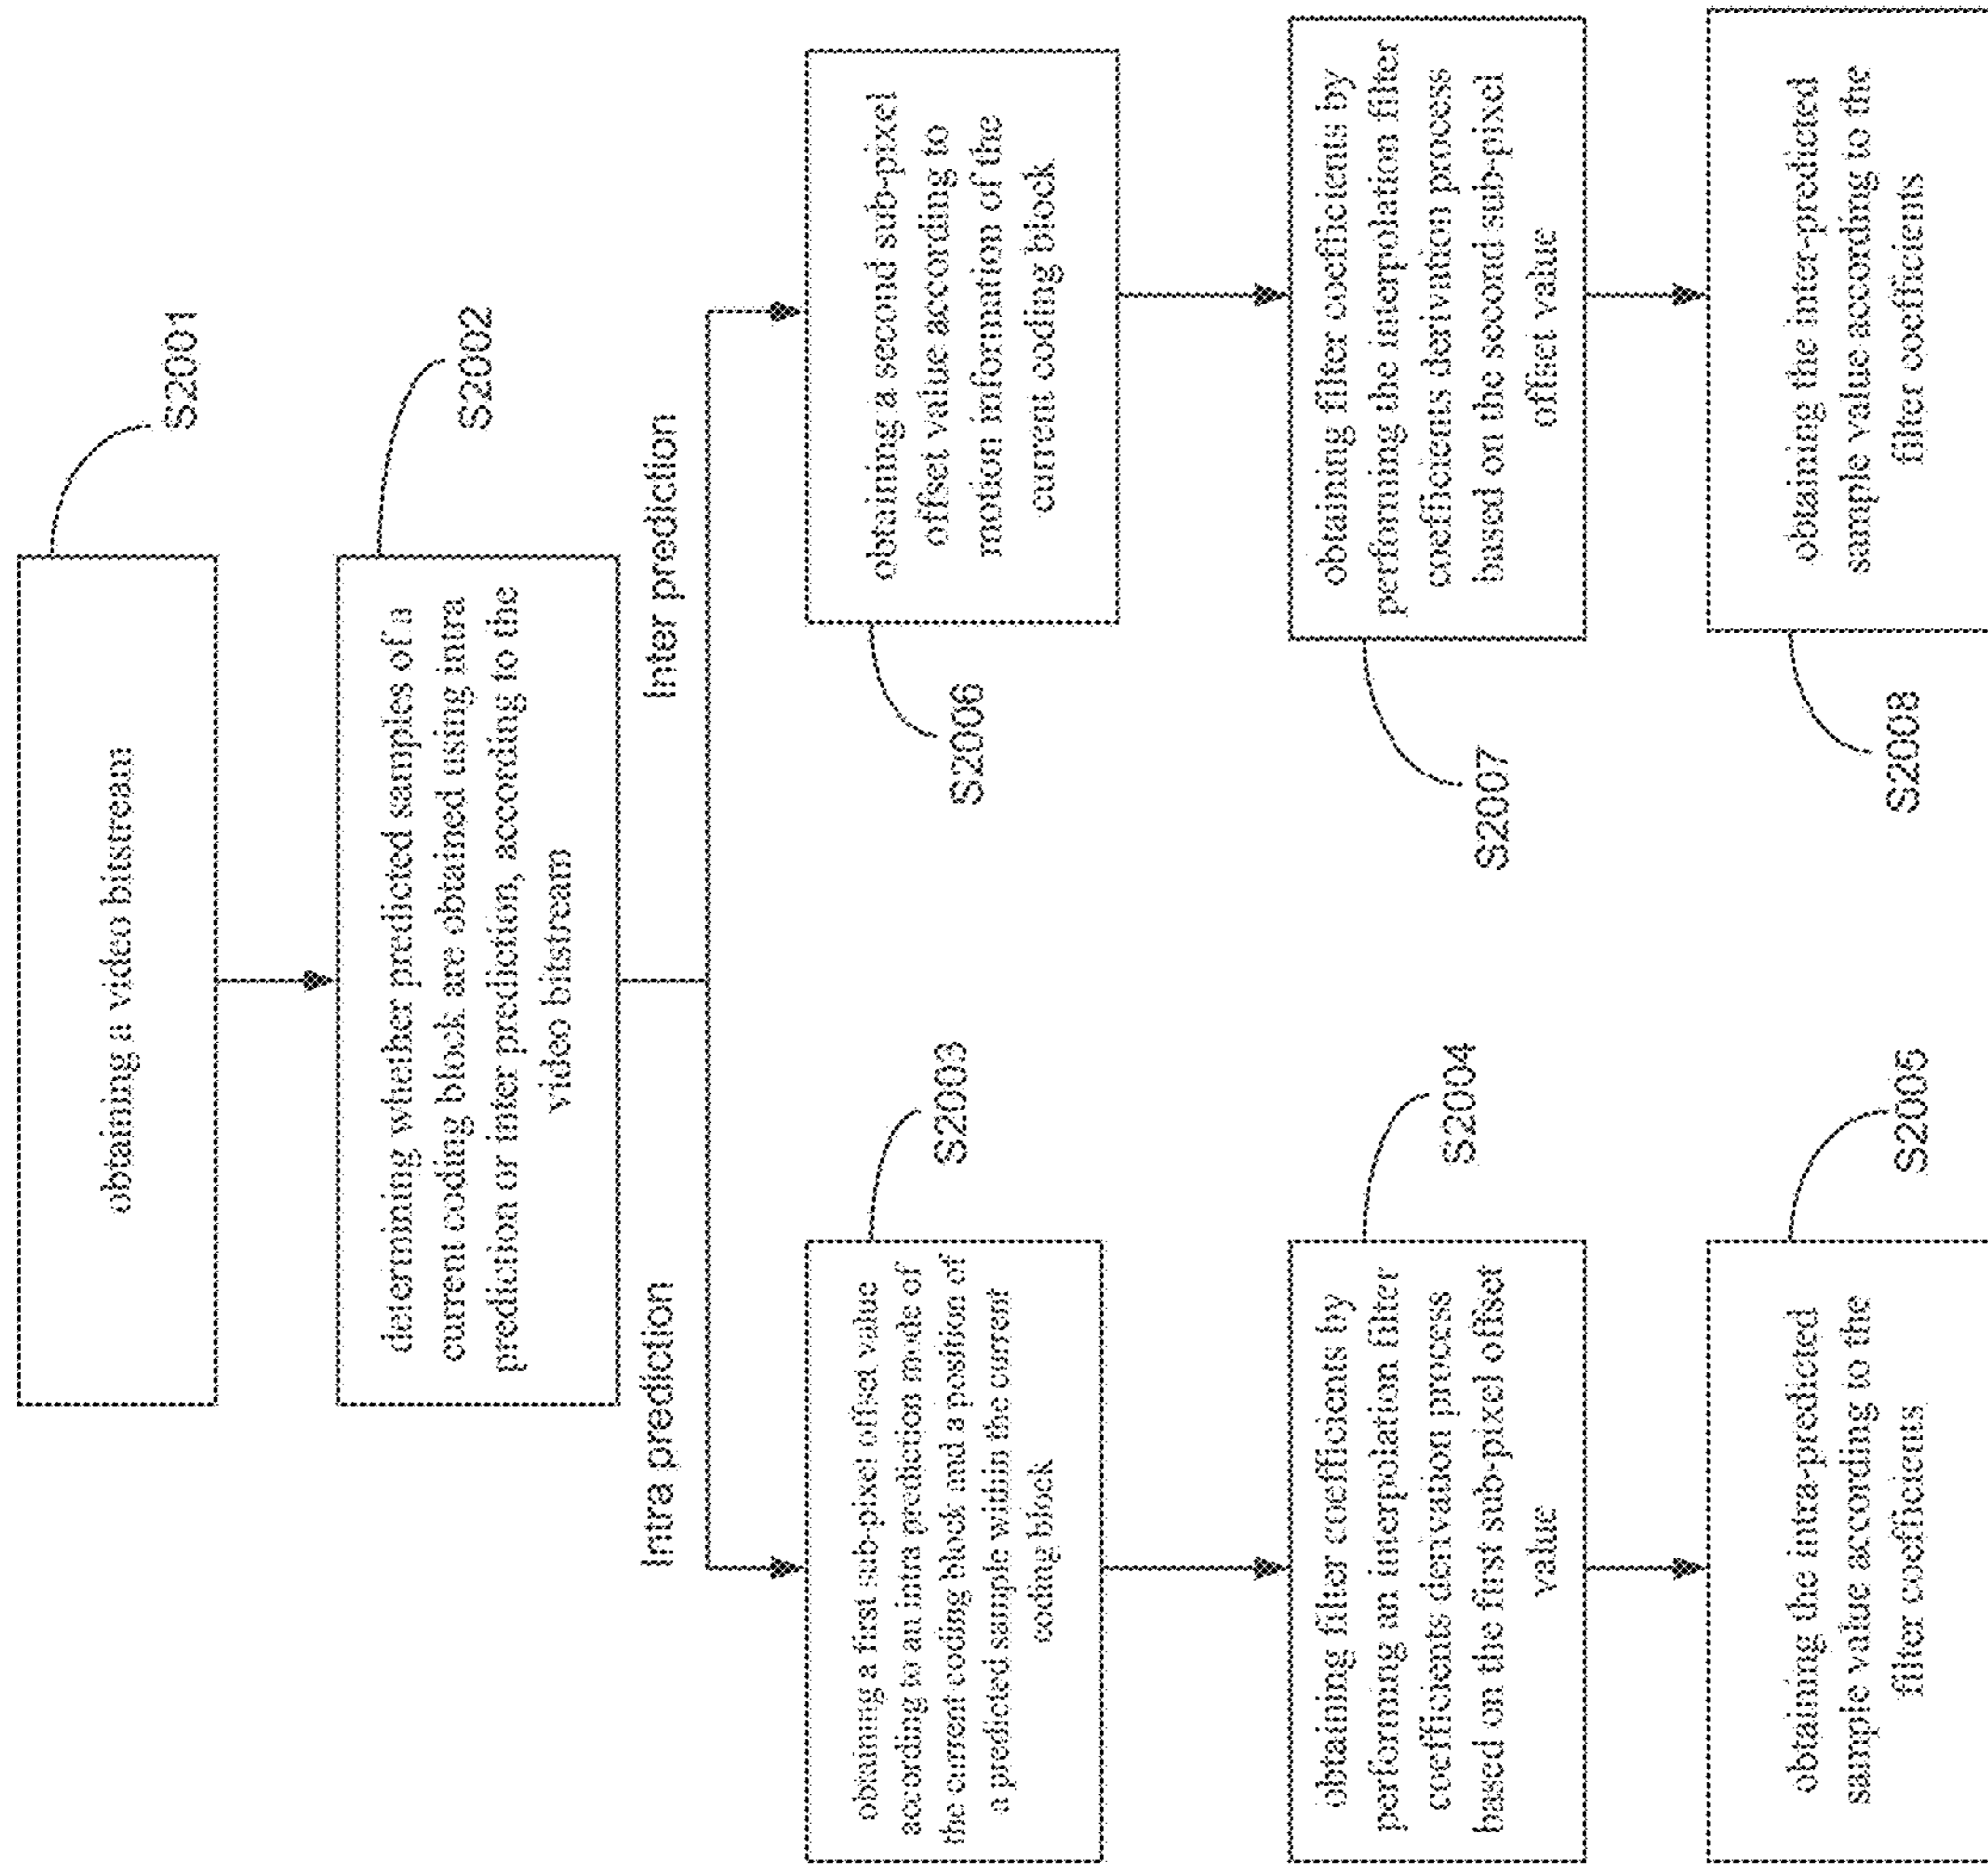 obtaining a video bitstream
S2001
determining whether predicted samples of a
current coding block are obtained using intra
prediction or inter prediction, according to the
video bitstream
S2002
Intra prediction
Inter prediction
obtaining a first sub-pixel offset value
according to an intra prediction mode of
the current coding block and a position of
a predicted sample within the current
coding block
S2003
obtaining filter coefficients by
performing an interpolation filter
coefficients derivation process
based on the first sub-pixel offset
value
S2004
obtaining the intra-predicted
sample value according to the
filter coefficients
S2005
obtaining a second sub-pixel
offset value according to
motion information of the
current coding block
S2006
obtaining filter coefficients by
performing the interpolation filter
coefficients derivation process
based on the second sub-pixel
offset value
S2007
obtaining the inter-predicted
sample value according to the
filter coefficients
S2008